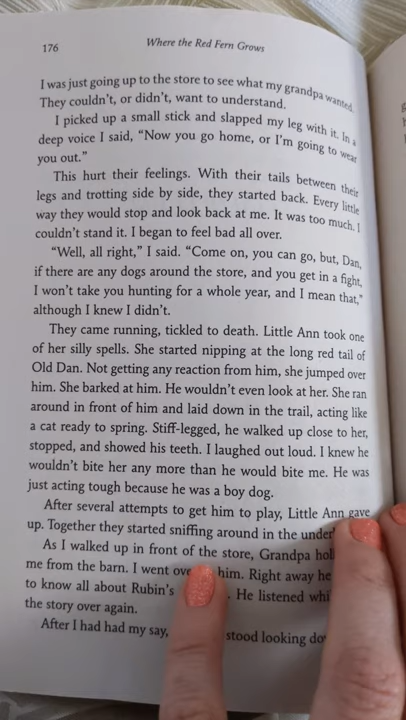 176
Where the Red Fern Grows
I was just going up to the store to see what my grandpa wanted.
They couldn't, or didn't, want to understand.
I picked up a small stick and slapped my leg with it. In a
deep voice I said, "Now you go home, or I'm going to wear
you out."
This hurt their feelings. With their tails between their
legs and trotting side by side, they started back. Every little
way they would stop and look back at me. It was too much. I
couldn't stand it. I began to feel bad all over.
"Well, all right," I said. "Come on, you can go, but, Dan,
if there are any dogs around the store, and you get in a fight,
I won't take you hunting for a whole year, and I mean that,"
although I knew I didn't.
They came running, tickled to death. Little Ann took one
of her silly spells. She started nipping at the long red tail of
Old Dan. Not getting any reaction from him, she jumped over
him. She barked at him. He wouldn't even look at her. She ran
around in front of him and laid down in the trail, acting like
a cat ready to spring. Stiff-legged, he walked up close to her,
stopped, and showed his teeth. I laughed out loud. I knew he
wouldn't bite her any more than he would bite me. He was
just acting tough because he was a boy dog.
After several attempts to get him to play, Little Ann gave
up. Together they started sniffing around in the under
As I walked up in front of the store, Grandpa hol
me from the barn. I went ov him. Right away he
to know all about Rubin's . He listened whi
the story over again.
After I had had my say, stood looking do